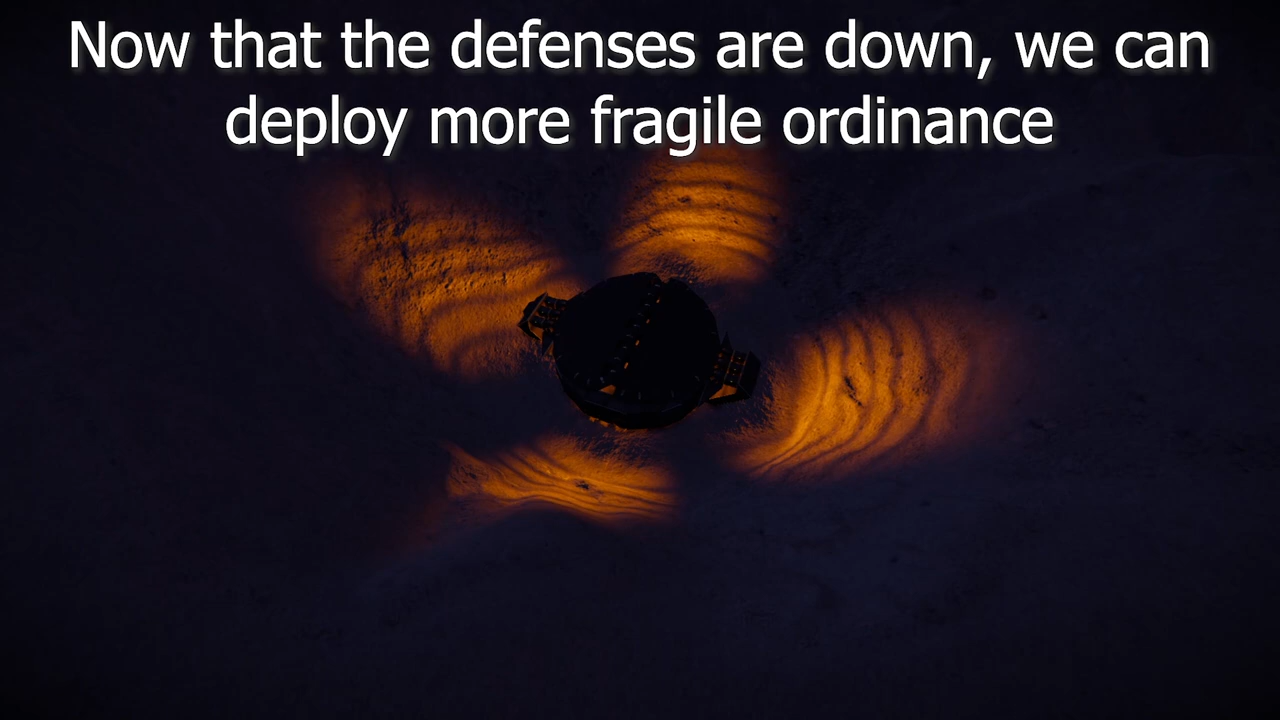 Now that the defenses are down, we can
deploy more fragile ordinance